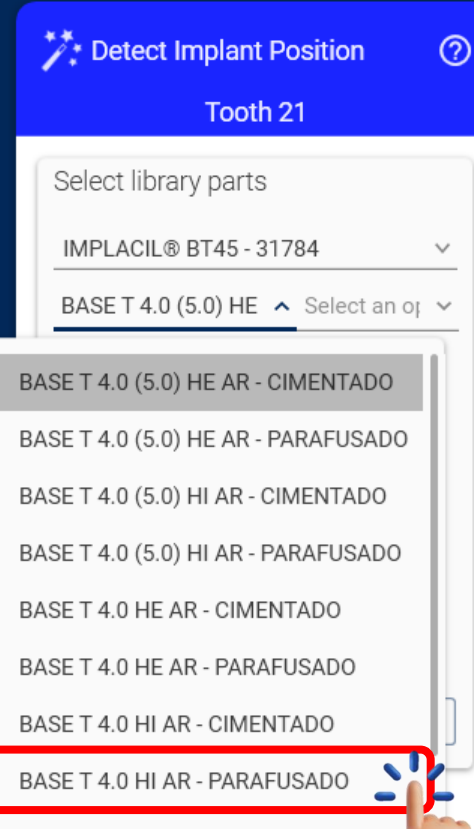 Detect Implant Position
Tooth 21
Select library parts
IMPLACIL® BT45 - 31784
BASE T 4.0 (5.0) HE Select an
BASE T 4.0 (5.0) HE AR - CIMENTADO
BASE T 4.0 (5.0) HE AR - PARAFUSADO
BASE T 4.0 (5.0) HI AR - CIMENTADO
BASE T 4.0 (5.0) HI AR - PARAFUSADO
BASE T 4.0 HE AR - CIMENTADO
BASE T 4.0 HE AR - PARAFUSADO
BASE T 4.0 HI AR - CIMENTADO
BASE T 4.0 HI AR - PARAFUSADO